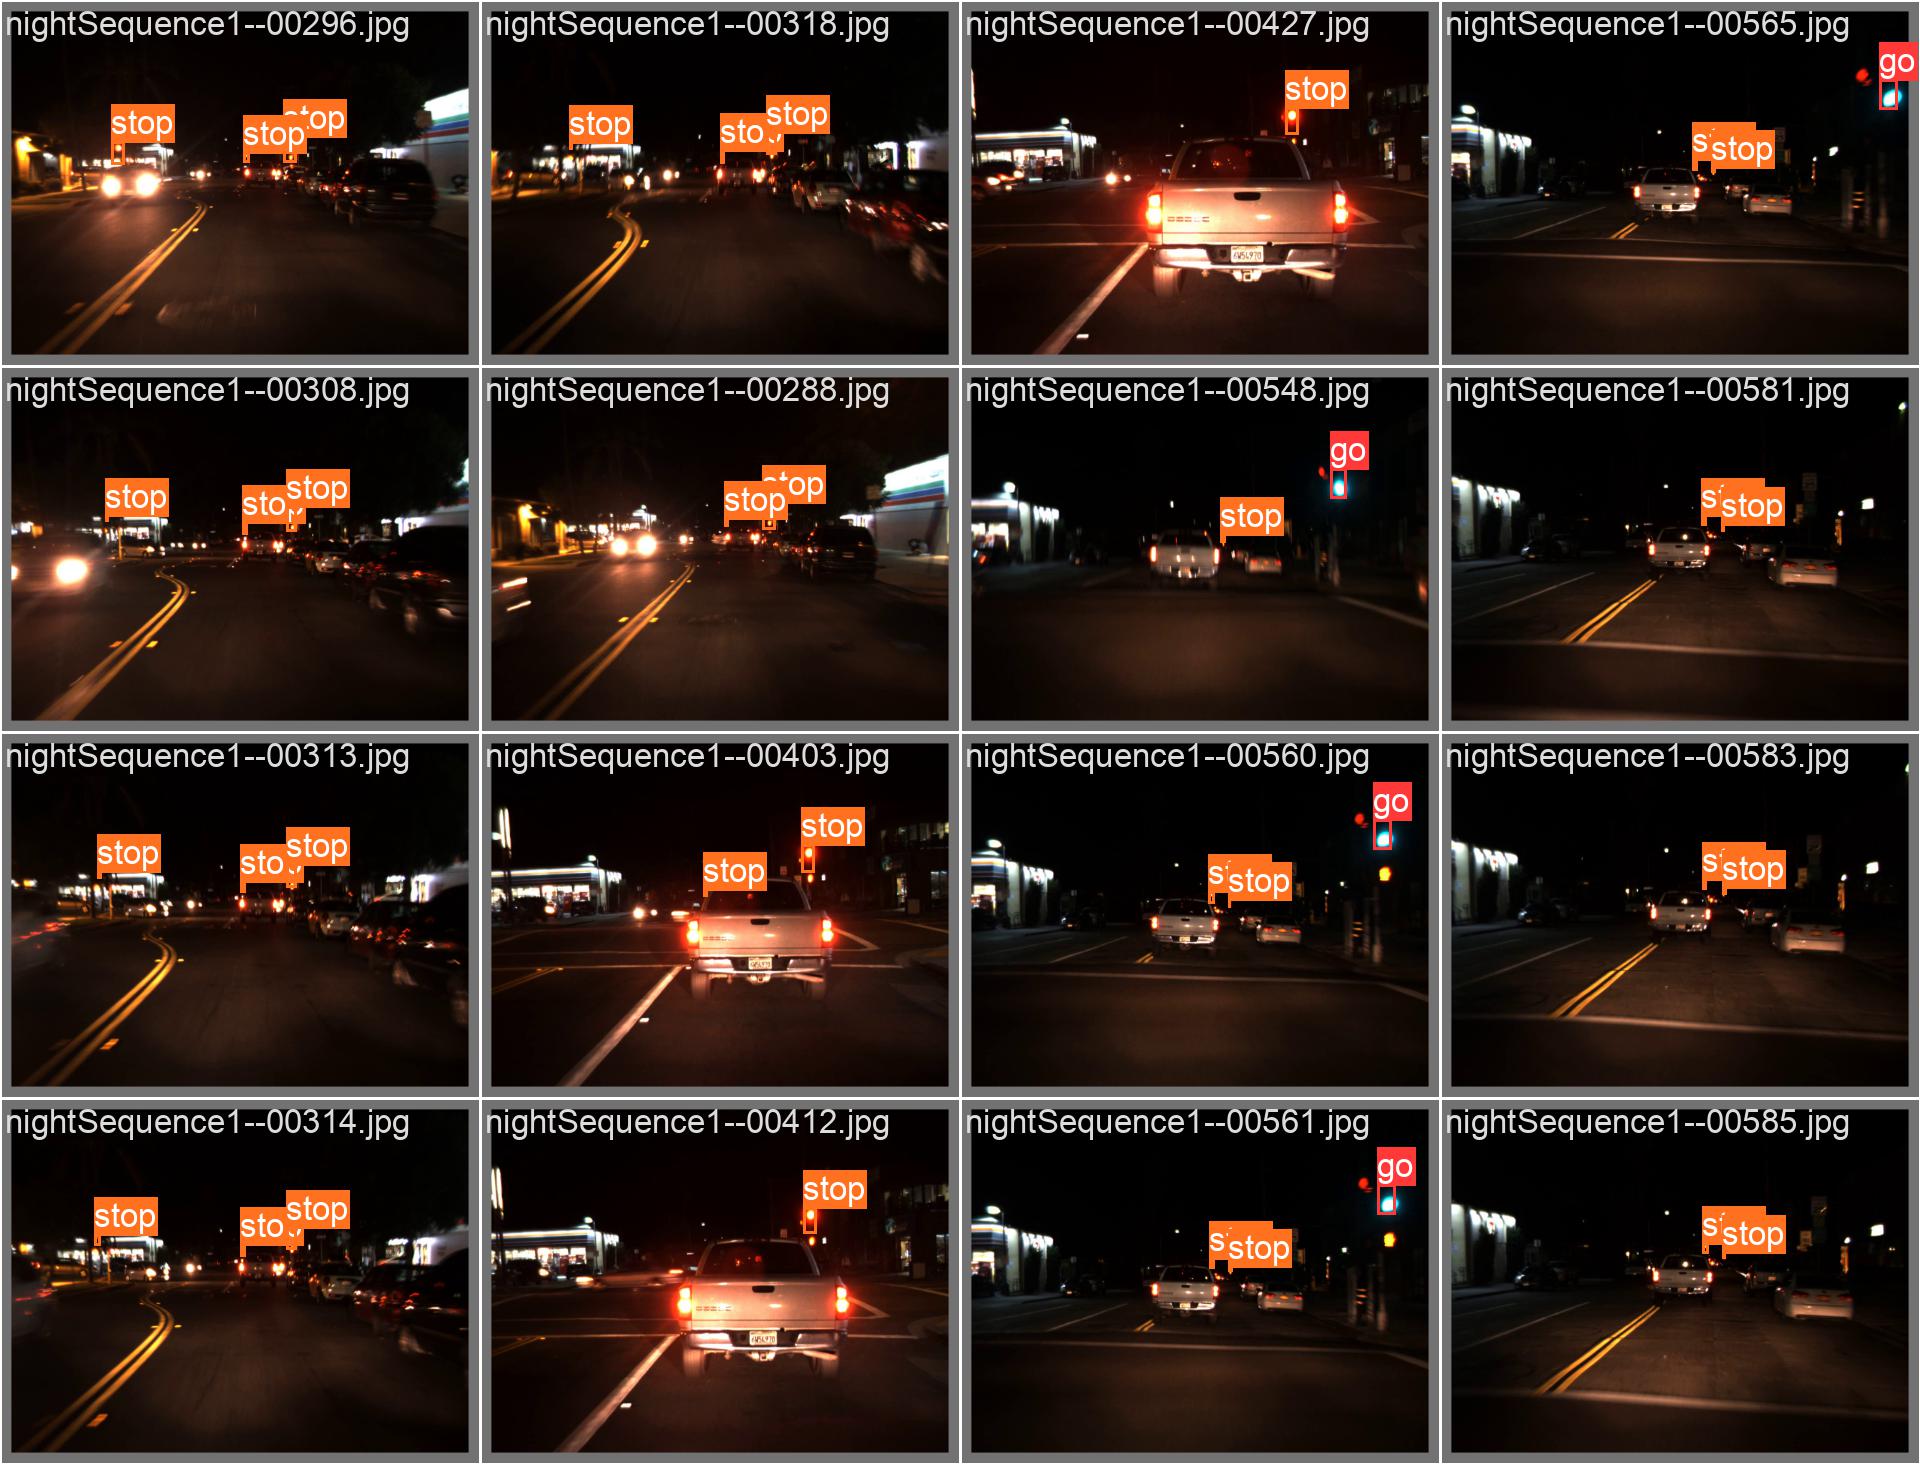 nightSequence1--00296.jpg
stop
stop
stop
nightSequence1--00318.jpg
stop
stop
nightSequence1--00427.jpg
stop
nightSequence1--00565.jpg
go
stop
nightSequence1--00308.jpg
stop
stop
nightSequence1--00288.jpg
stop
stop
nightSequence1--00548.jpg
go
stop
nightSequence1--00581.jpg
stop
nightSequence1--00313.jpg
stop
stop
nightSequence1--00403.jpg
stop
stop
nightSequence1--00560.jpg
go
stop
nightSequence1--00583.jpg
stop
nightSequence1--00314.jpg
stop
stop
nightSequence1--00412.jpg
stop
nightSequence1--00561.jpg
go
stop
nightSequence1--00585.jpg
stop